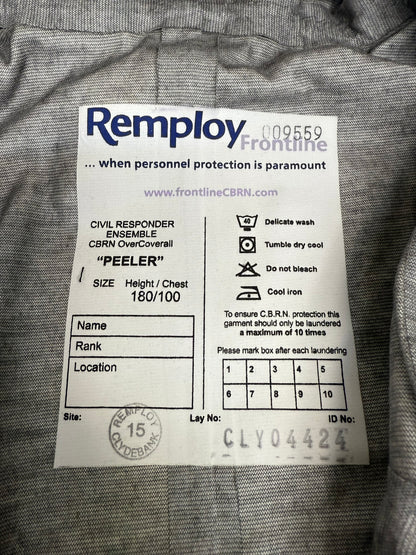 Remploy
009559
Frontline
... when personnel protection is paramount
www.frontlineCBRN.com
CIVIL RESPONDER
ENSEMBLE
CBRN OverCoverall
"PEELER"
SIZE Height / Chest
180/100
40 Delicate wash
Tumble dry cool
Do not bleach
Cool iron
To ensure C.B.R.N. protection this
garment should only be laundered
a maximum of 10 times
Please mark box after each laundering
1 2 3 4 5
6 7 8 9 10
Name
Rank
Location
Site:
REMPLOY
15
CLYDEBANK
Lay No:
ID No:
CLY04424